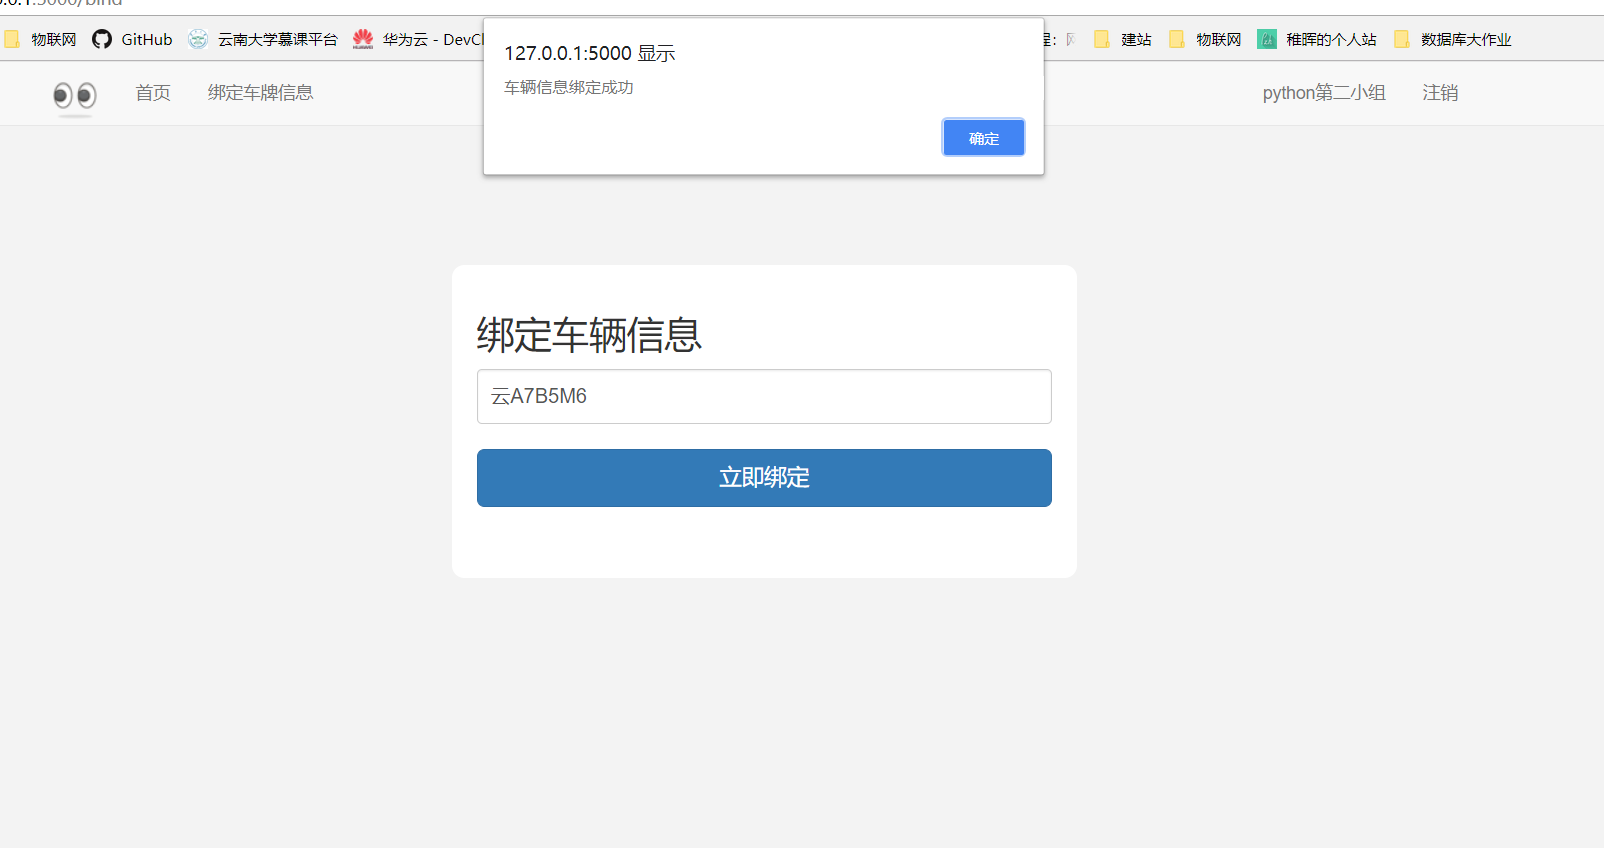 物联网 GitHub 云南大学慕课平台 华为云 - DevCl 建站 物联网 稚晖的个人站 数据库大作业
127.0.0.1:5000 显示
车辆信息绑定成功
确定
首页 绑定车牌信息 python第二小组 注销
绑定车辆信息
云A7B5M6
立即绑定